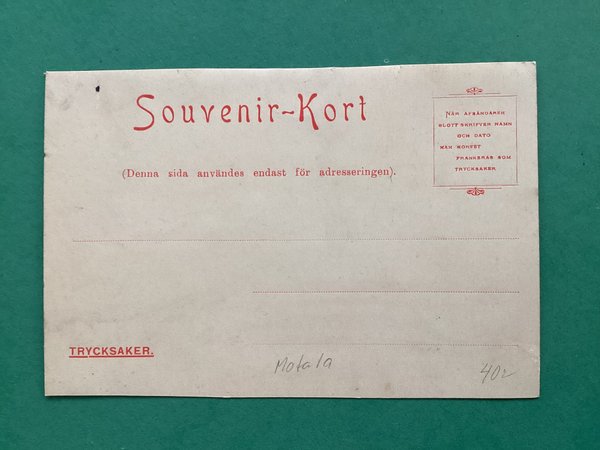 Souvenir-Kort
(Denna sida användes endast för adresseringen).
NÄR AFSÄNDAREN
BLOTT SKRIFVER NAMN
OCH DATO
KAN KORTET
FRANKERAS SOM
TRYCKSAKER
TRYCKSAKER.
Motala